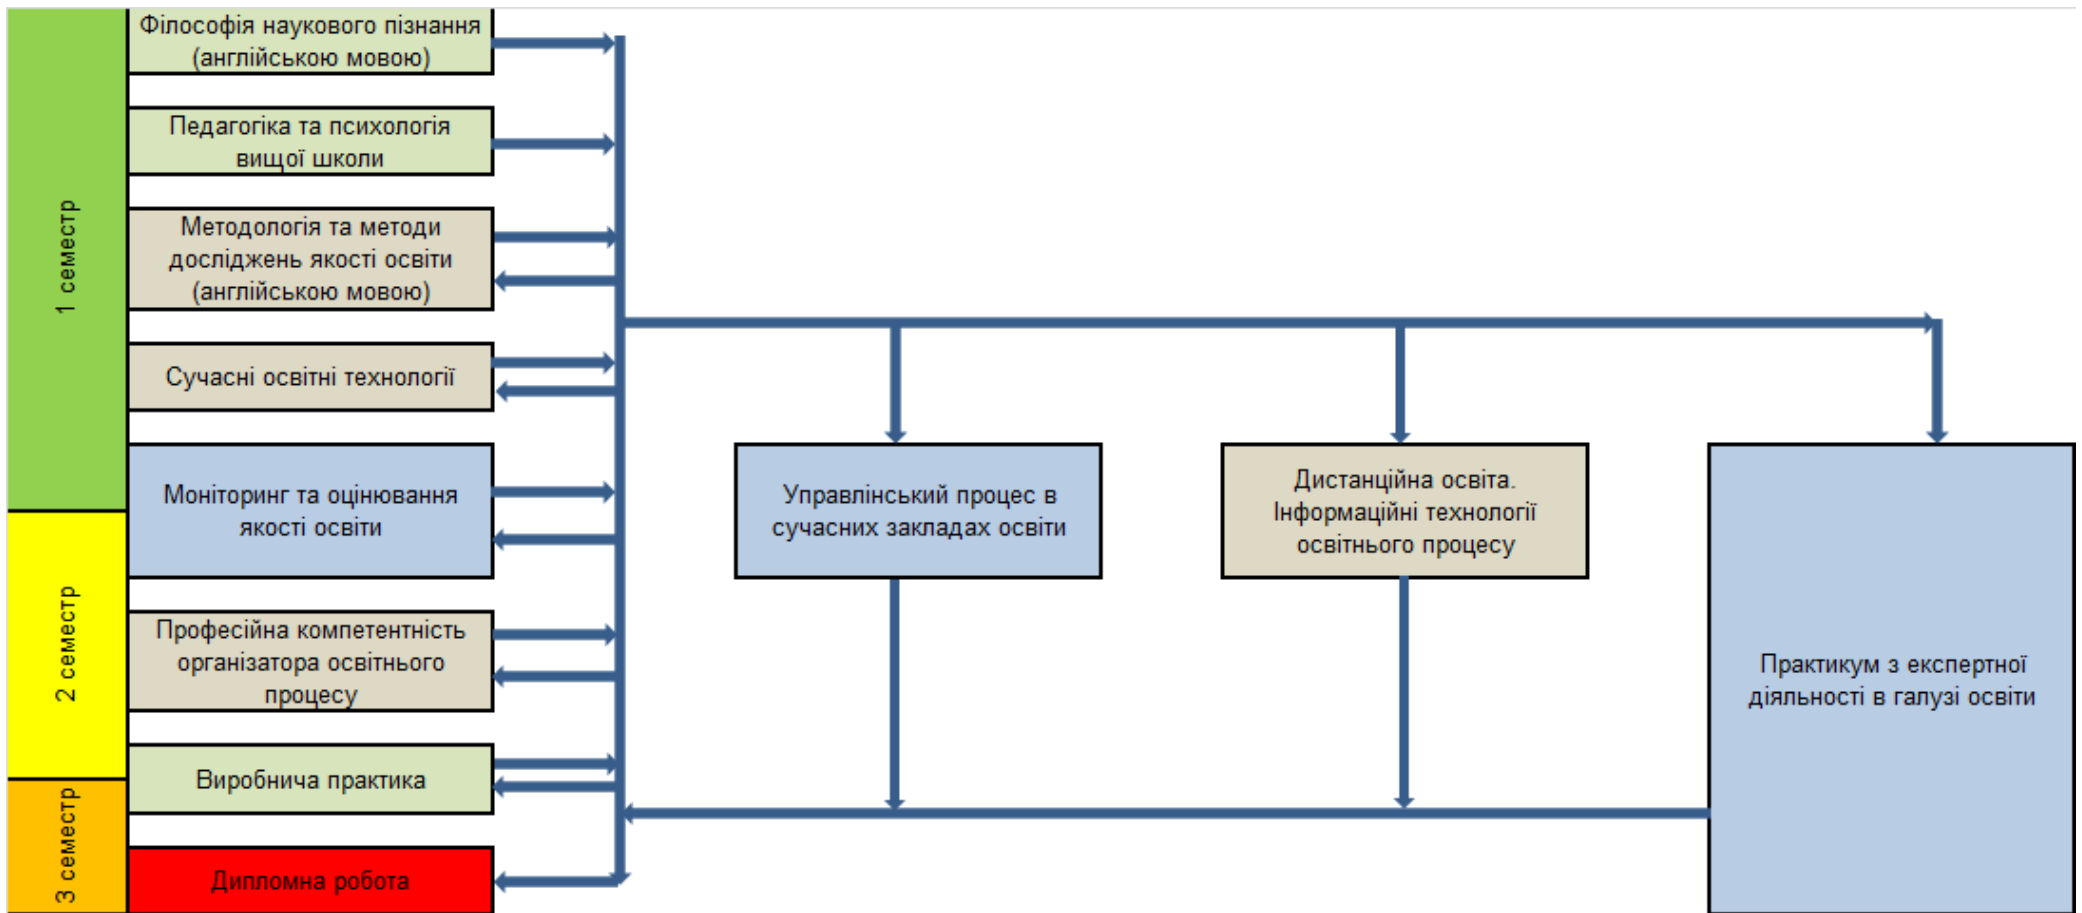 1 семестр
2 семестр
3 семестр
Філософія наукового пізнання
(англійською мовою)
Педагогіка та психологія
вищої школи
Методологія та методи
досліджень якості освіти
(англійською мовою)
Сучасні освітні технології
Моніторинг та оцінювання
якості освіти
Професійна компетентність
організатора освітнього
процесу
Виробнича практика
Дипломна робота
Управлінський процес в
сучасних закладах освіти
Дистанційна освіта.
Інформаційні технології
освітнього процесу
Практикум з експертної
діяльності в галузі освіти